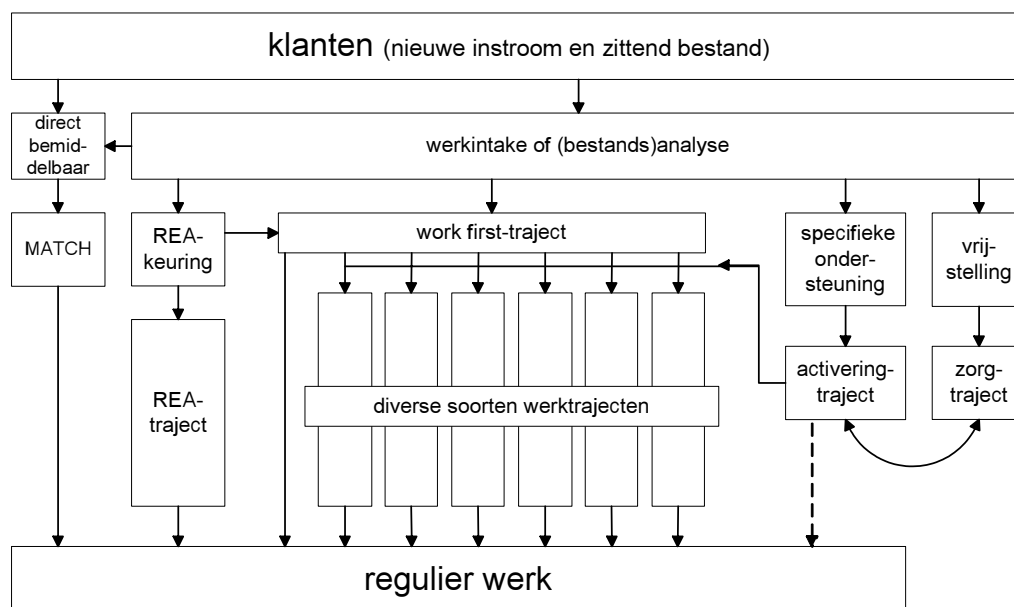 klanten (nieuwe instroom en zittend bestand)
direct
bemid-
delbaar
werkintake of (bestands)analyse
MATCH
REA-
keuring
work first-traject
specifieke
onder-
steuning
vrij-
stelling
REA-
traject
diverse soorten werktrajecten
activering-
traject
zorg-
traject
regulier werk